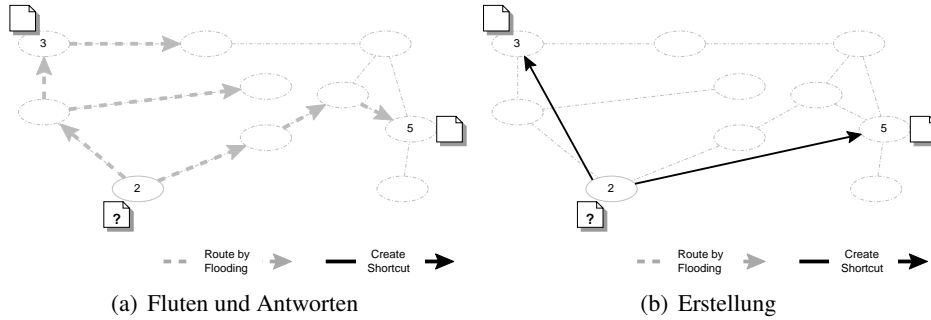 3
5
2
?
Route by
Flooding
Create
Shortcut
(a) Fluten und Antworten
3
5
2
?
Route by
Flooding
Create
Shortcut
(b) Erstellung